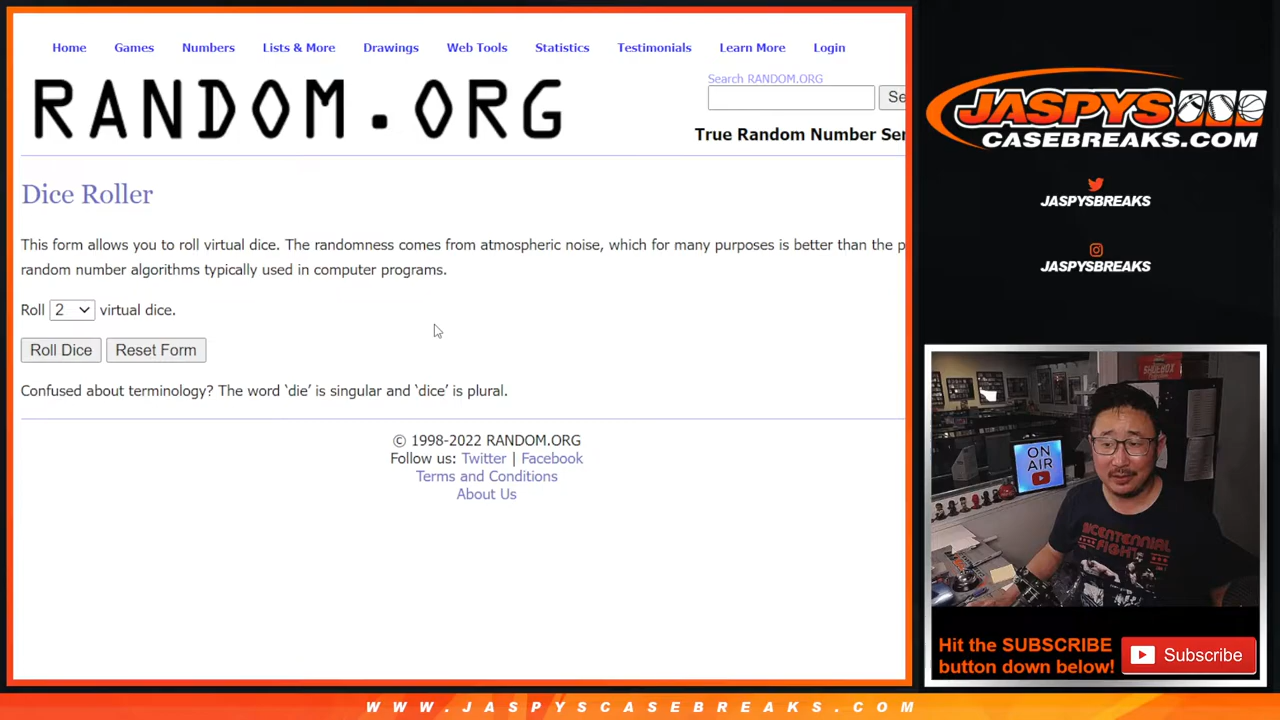 Home Games Numbers Lists & More Drawings Web Tools Statistics Testimonials Learn More Login
RANDOM.ORG
Search RANDOM.ORG
Se
True Random Number Ser
Dice Roller
This form allows you to roll virtual dice. The randomness comes from atmospheric noise, which for many purposes is better than the p
random number algorithms typically used in computer programs.
Roll 2 virtual dice.
Roll Dice Reset Form
Confused about terminology? The word ‘die’ is singular and ‘dice’ is plural.
© 1998-2022 RANDOM.ORG
Follow us: Twitter | Facebook
Terms and Conditions
About Us
JASPYS
CASEBREAKS.COM
JASPYSBREAKS
JASPYSBREAKS
SHOEBOX
ON
AIR
BICENTENNIAL
FIGHT
Hit the SUBSCRIBE
button down below!
Subscribe
WWW.JASPYSCASEBREAKS.COM